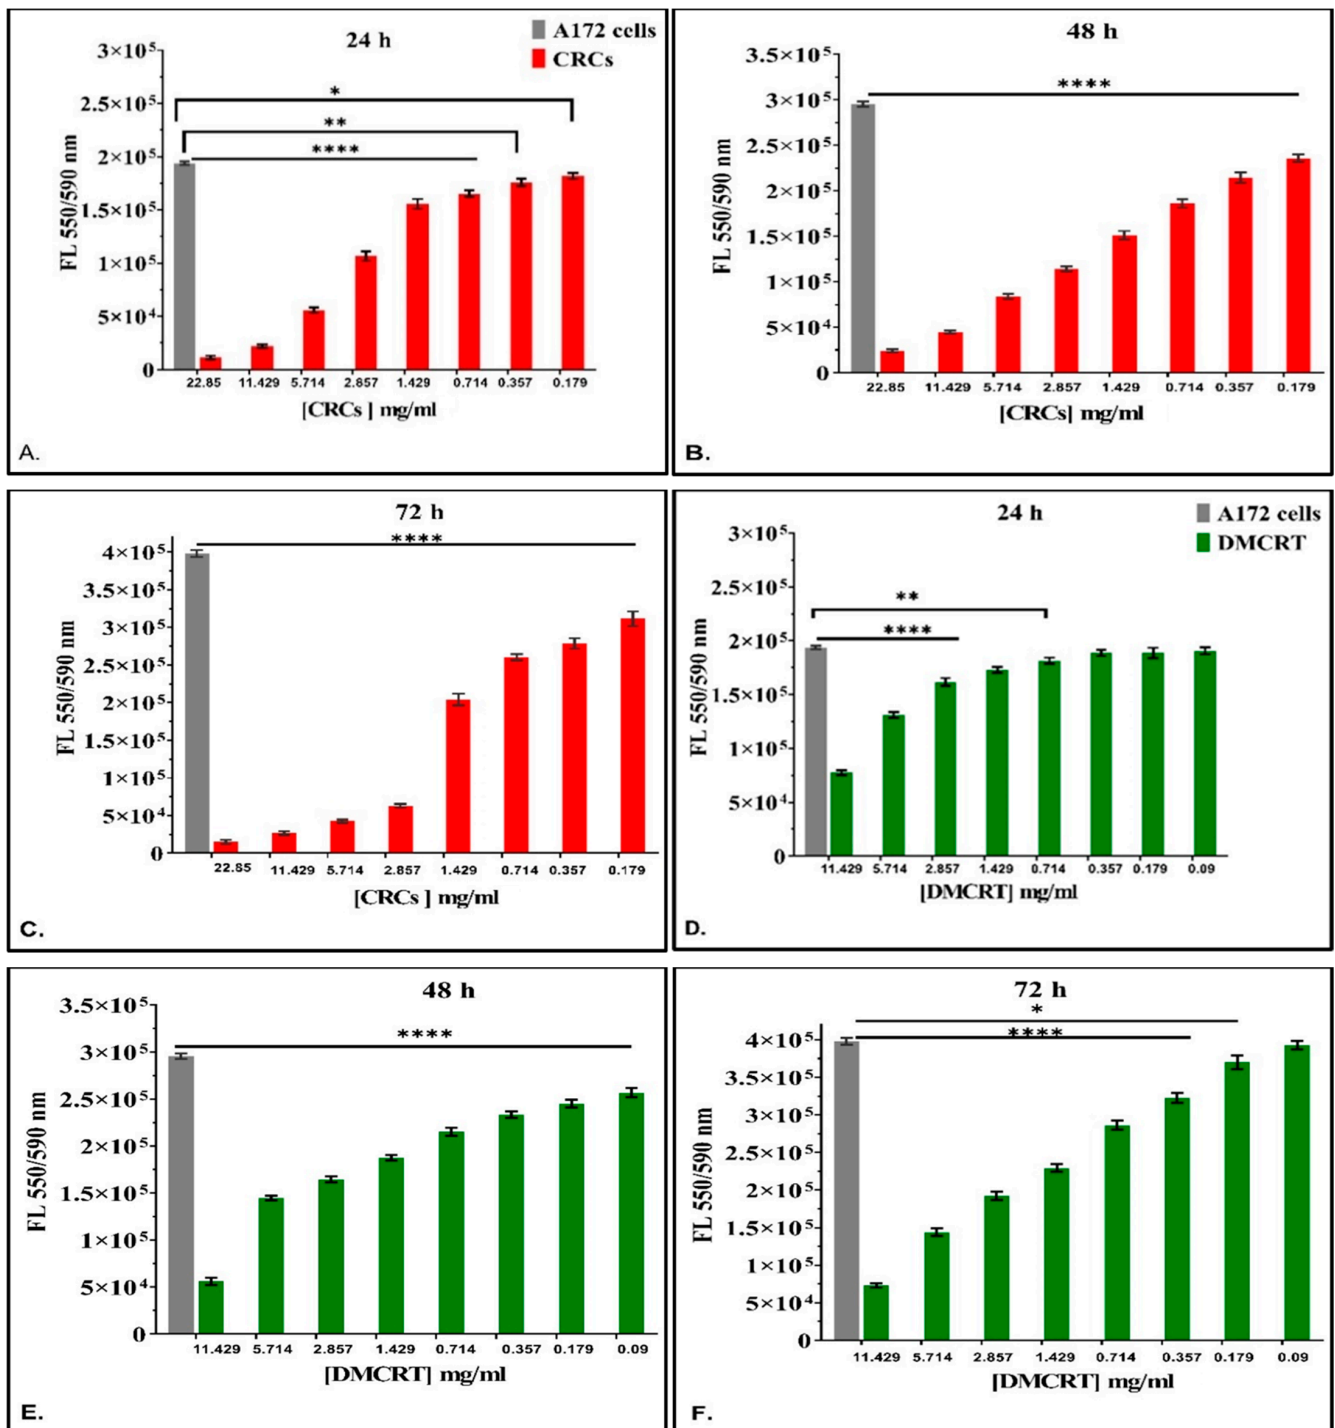 24 h
A172 cells
CRCs
FL 550/590 nm
3×10⁵
2.5×10⁵
2×10⁵
1.5×10⁵
1×10⁵
5×10⁴
0
*
**
****
22.85 11.429 5.714 2.857 1.429 0.714 0.357 0.179
[CRCs ] mg/ml
A.
48 h
FL 550/590 nm
3.5×10⁵
3×10⁵
2.5×10⁵
2×10⁵
1.5×10⁵
1×10⁵
5×10⁴
0
****
22.85 11.429 5.714 2.857 1.429 0.714 0.357 0.179
[CRCs] mg/ml
B.
72 h
FL 550/590 nm
4×10⁵
3.5×10⁵
3×10⁵
2.5×10⁵
2×10⁵
1.5×10⁵
1×10⁵
5×10⁴
0
****
22.85 11.429 5.714 2.857 1.429 0.714 0.357 0.179
[CRCs ] mg/ml
C.
24 h
A172 cells
DMCRT
FL 550/590 nm
3×10⁵
2.5×10⁵
2×10⁵
1.5×10⁵
1×10⁵
5×10⁴
0
**
****
11.429 5.714 2.857 1.429 0.714 0.357 0.179 0.09
[DMCRT] mg/ml
D.
48 h
FL 550/590 nm
3.5×10⁵
3×10⁵
2.5×10⁵
2×10⁵
1.5×10⁵
1×10⁵
5×10⁴
0
****
11.429 5.714 2.857 1.429 0.714 0.357 0.179 0.09
[DMCRT] mg/ml
E.
72 h
FL 550/590 nm
4×10⁵
3.5×10⁵
3×10⁵
2.5×10⁵
2×10⁵
1.5×10⁵
1×10⁵
5×10⁴
0
*
****
11.429 5.714 2.857 1.429 0.714 0.357 0.179 0.09
[DMCRT] mg/ml
F.